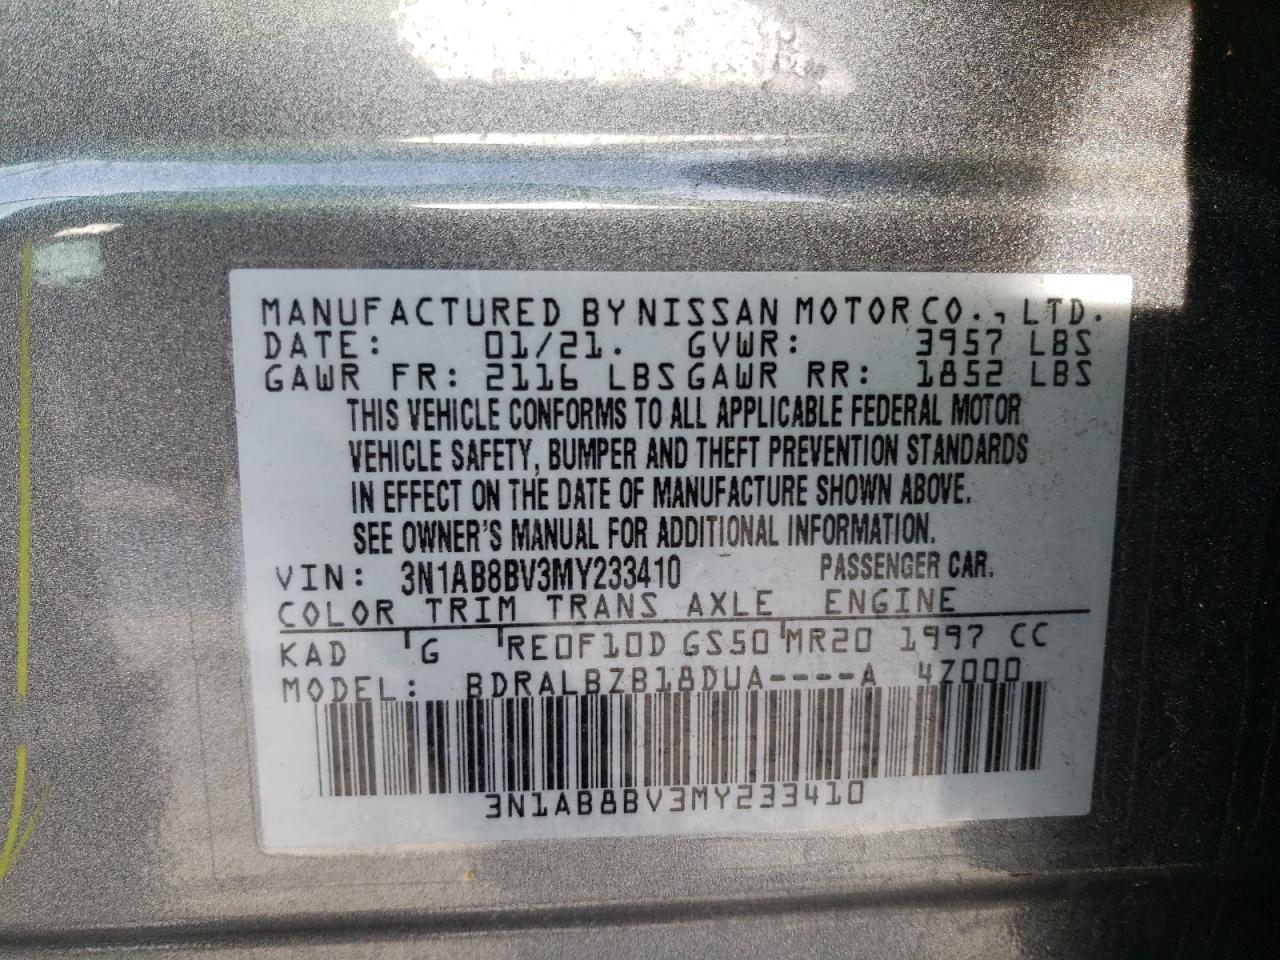 MANUFACTURED BY NISSAN MOTOR CO., LTD.
DATE: 01/21. GVWR: 3957 LBS
GAWR FR: 2116 LBS GAWR RR: 1852 LBS
THIS VEHICLE CONFORMS TO ALL APPLICABLE FEDERAL MOTOR
VEHICLE SAFETY, BUMPER AND THEFT PREVENTION STANDARDS
IN EFFECT ON THE DATE OF MANUFACTURE SHOWN ABOVE.
SEE OWNER'S MANUAL FOR ADDITIONAL INFORMATION.
VIN: 3N1AB8BV3MY233410 PASSENGER CAR.
COLOR TRIM TRANS AXLE ENGINE
KAD G RE0F10D GS50 MR20 1997 CC
MODEL: BDRALBZB18DUA----A 4Z000
3N1AB8BV3MY233410